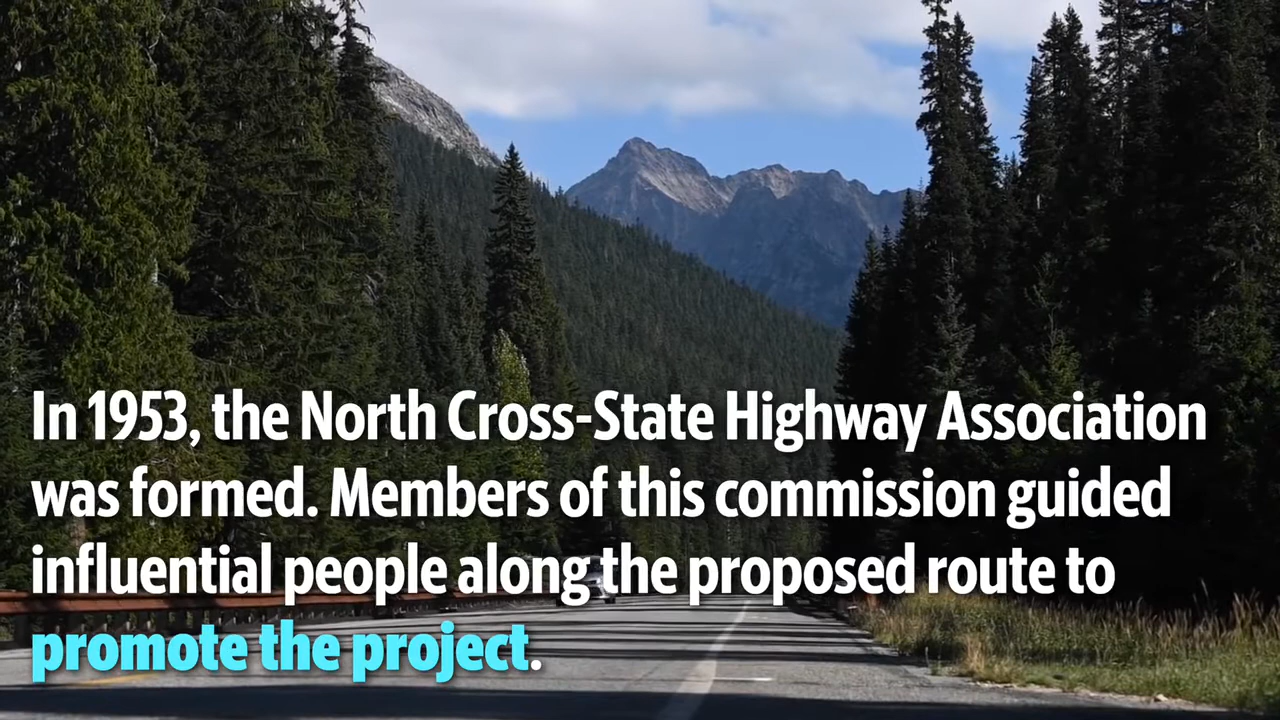 In 1953, the North Cross-State Highway Association
was formed. Members of this commission guided
influential people along the proposed route to
promote the project.